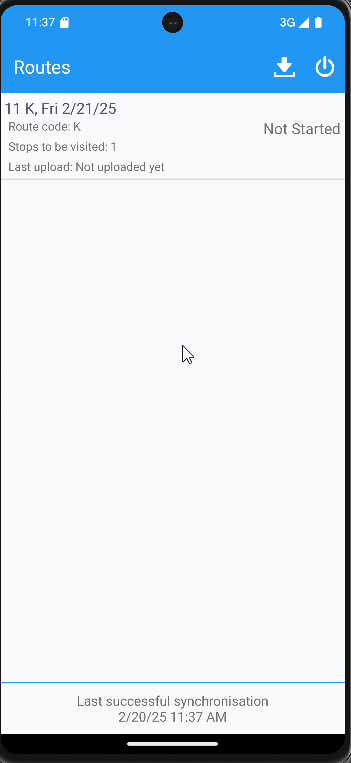 11:37 3G
Routes
11 K, Fri 2/21/25
Route code: K
Not Started
Stops to be visited: 1
Last upload: Not uploaded yet
Last successful synchronisation
2/20/25 11:37 AM